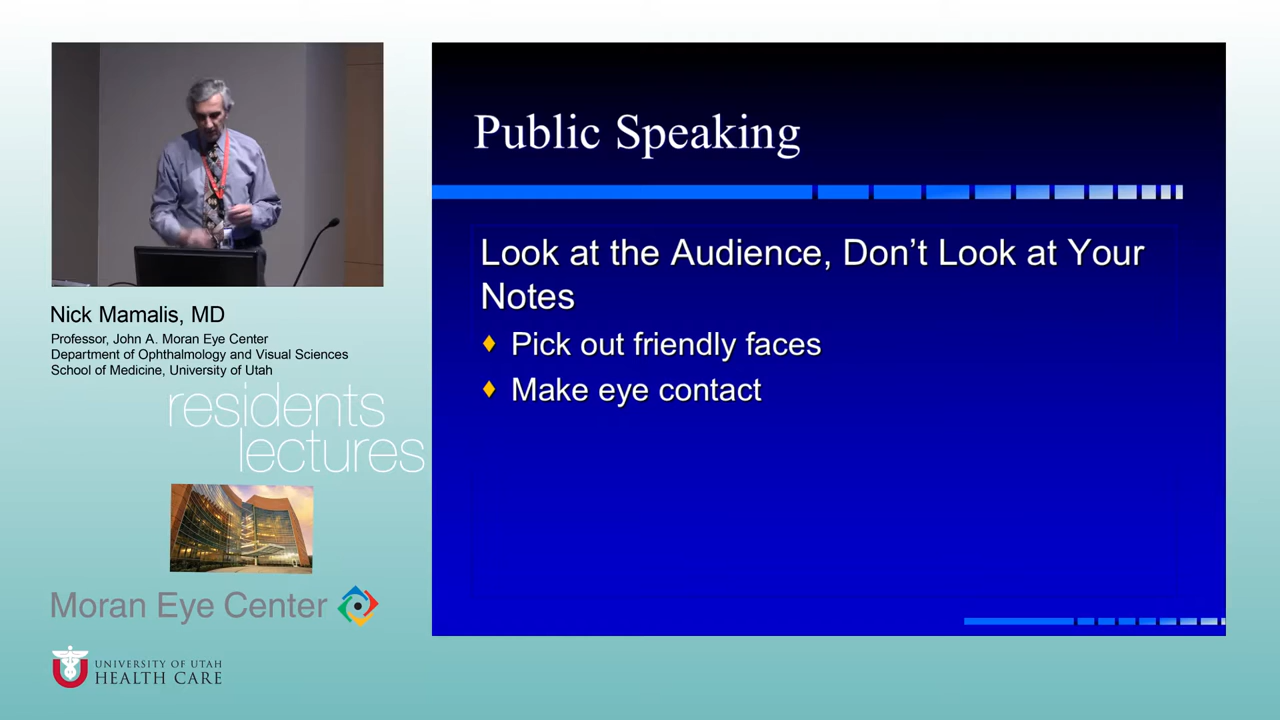 Nick Mamalis, MD
Professor, John A. Moran Eye Center
Department of Ophthalmology and Visual Sciences
School of Medicine, University of Utah
residents
lectures
Moran Eye Center
UNIVERSITY OF UTAH
HEALTH CARE
Public Speaking
Look at the Audience, Don’t Look at Your
Notes
Pick out friendly faces
Make eye contact